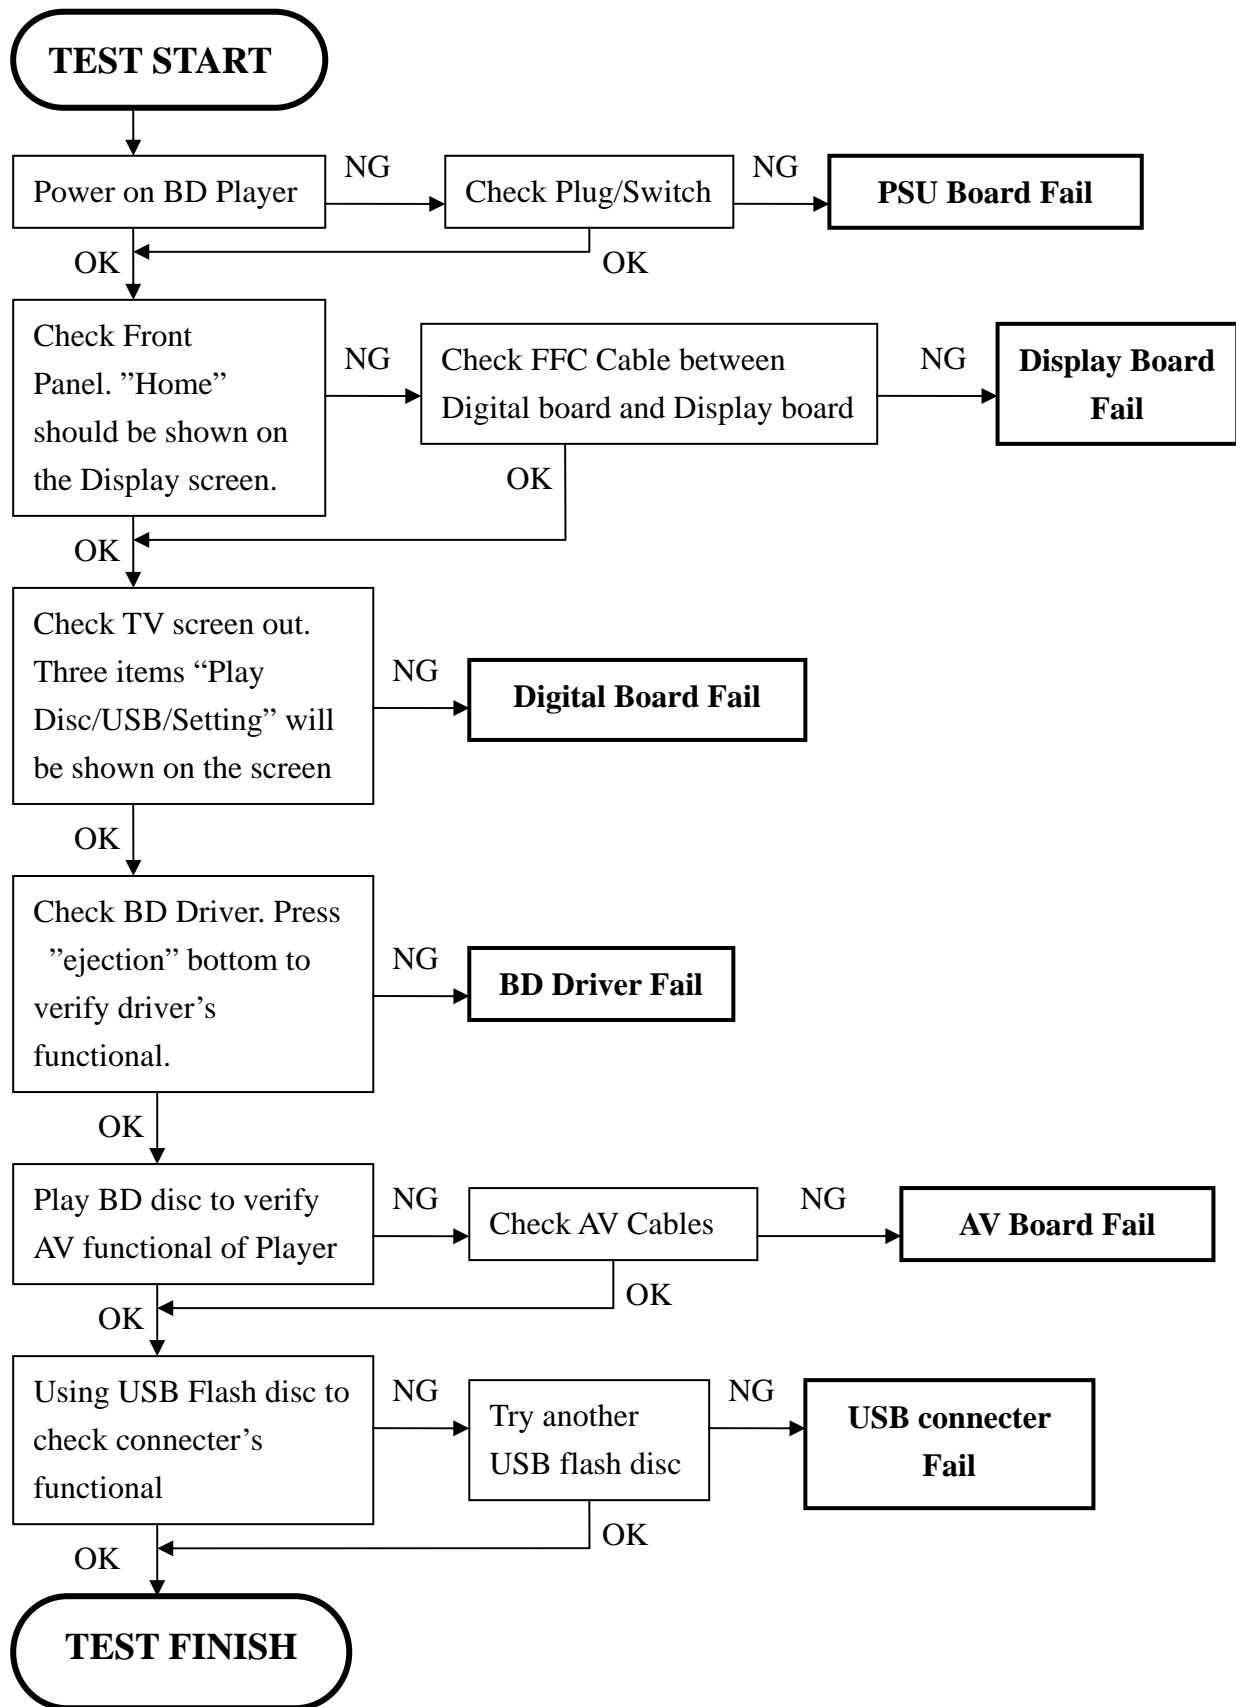 TEST START
Power on BD Player
NG
Check Plug/Switch
NG
PSU Board Fail
OK
OK
Check Front
Panel. ”Home”
should be shown on
the Display screen.
NG
Check FFC Cable between
Digital board and Display board
NG
Display Board
Fail
OK
OK
Check TV screen out.
Three items “Play
Disc/USB/Setting” will
be shown on the screen
NG
Digital Board Fail
OK
Check BD Driver. Press
”ejection” bottom to
verify driver’s
functional.
NG
BD Driver Fail
OK
Play BD disc to verify
AV functional of Player
NG
Check AV Cables
NG
AV Board Fail
OK
OK
Using USB Flash disc to
check connecter’s
functional
NG
Try another
USB flash disc
NG
USB connecter
Fail
OK
OK
TEST FINISH